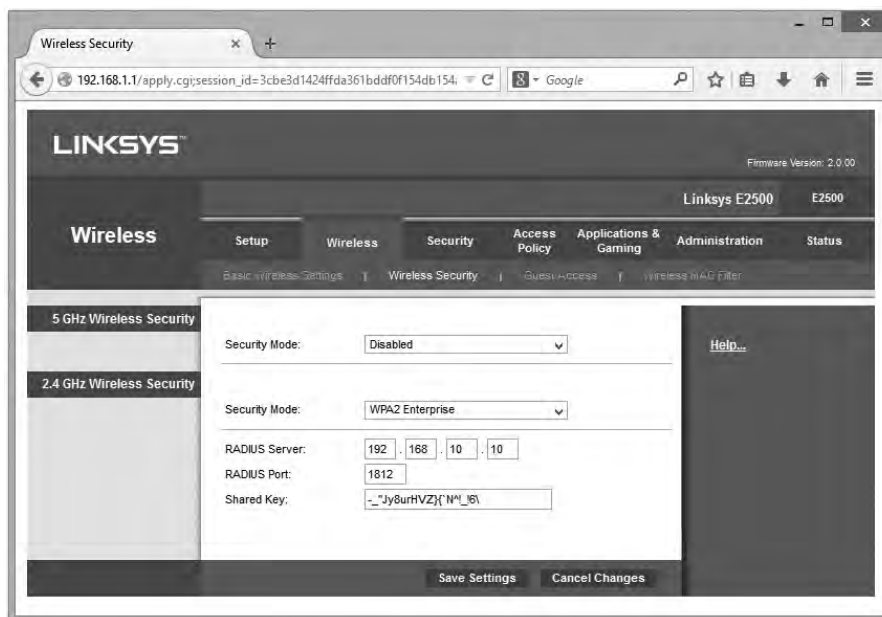 Wireless Security
192.168.1.1/apply.cgi;session_id=3cbe3d1424ffda361bddf0f154db154.
Google
LINKSYS™
Firmware Version: 2.0.00
Linksys E2500 E2500
Wireless
Setup Wireless Security Access Policy Applications & Gaming Administration Status
Basic Wireless Settings | Wireless Security | Guest Access | Wireless MAC Filter
5 GHz Wireless Security
Security Mode: Disabled
Help...
2.4 GHz Wireless Security
Security Mode: WPA2 Enterprise
RADIUS Server: 192 . 168 . 10 . 10
RADIUS Port: 1812
Shared Key: -_"Jy8urHVZ}{`N^!_!6\
Save Settings Cancel Changes